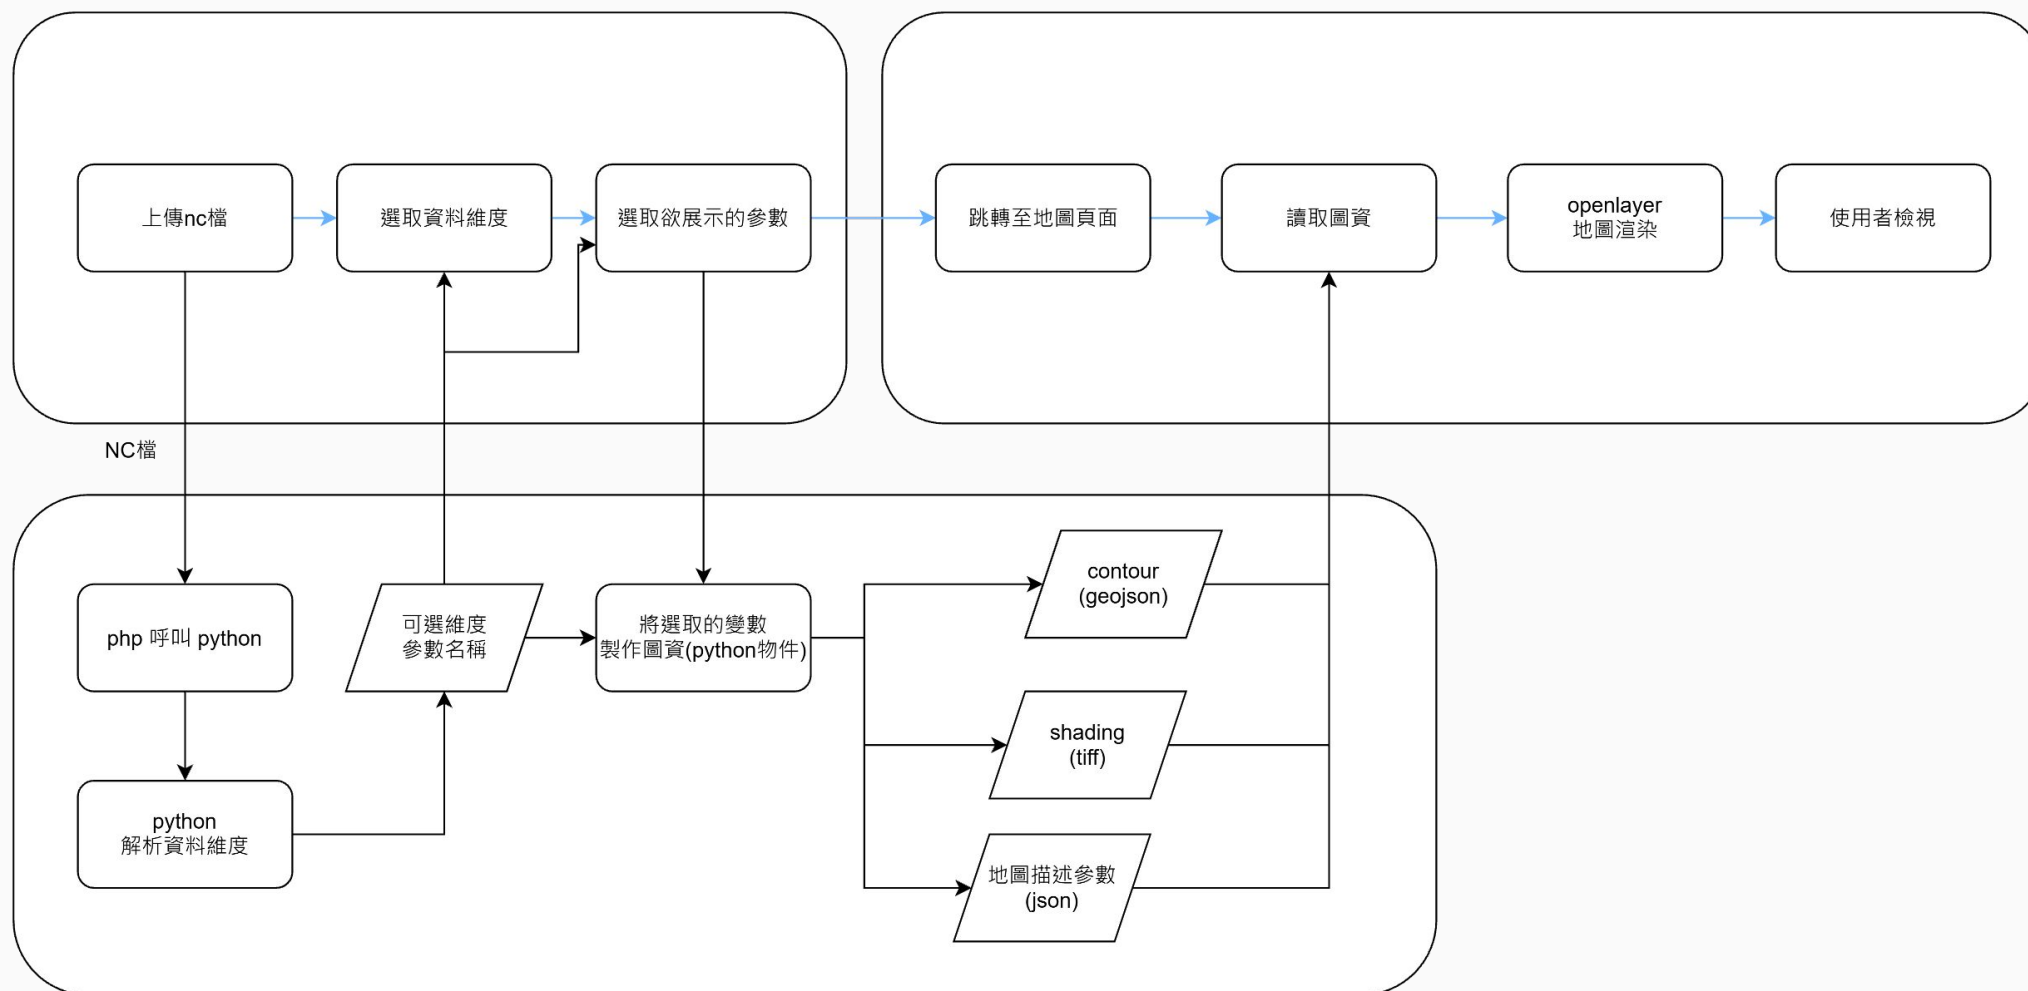 上傳nc檔
選取資料維度
選取欲展示的參數
跳轉至地圖頁面
讀取圖資
openlayer
地圖渲染
使用者檢視
NC檔
php 呼叫 python
可選維度
參數名稱
將選取的變數
製作圖資(python物件)
contour
(geojson)
shading
(tiff)
python
解析資料維度
地圖描述參數
(json)